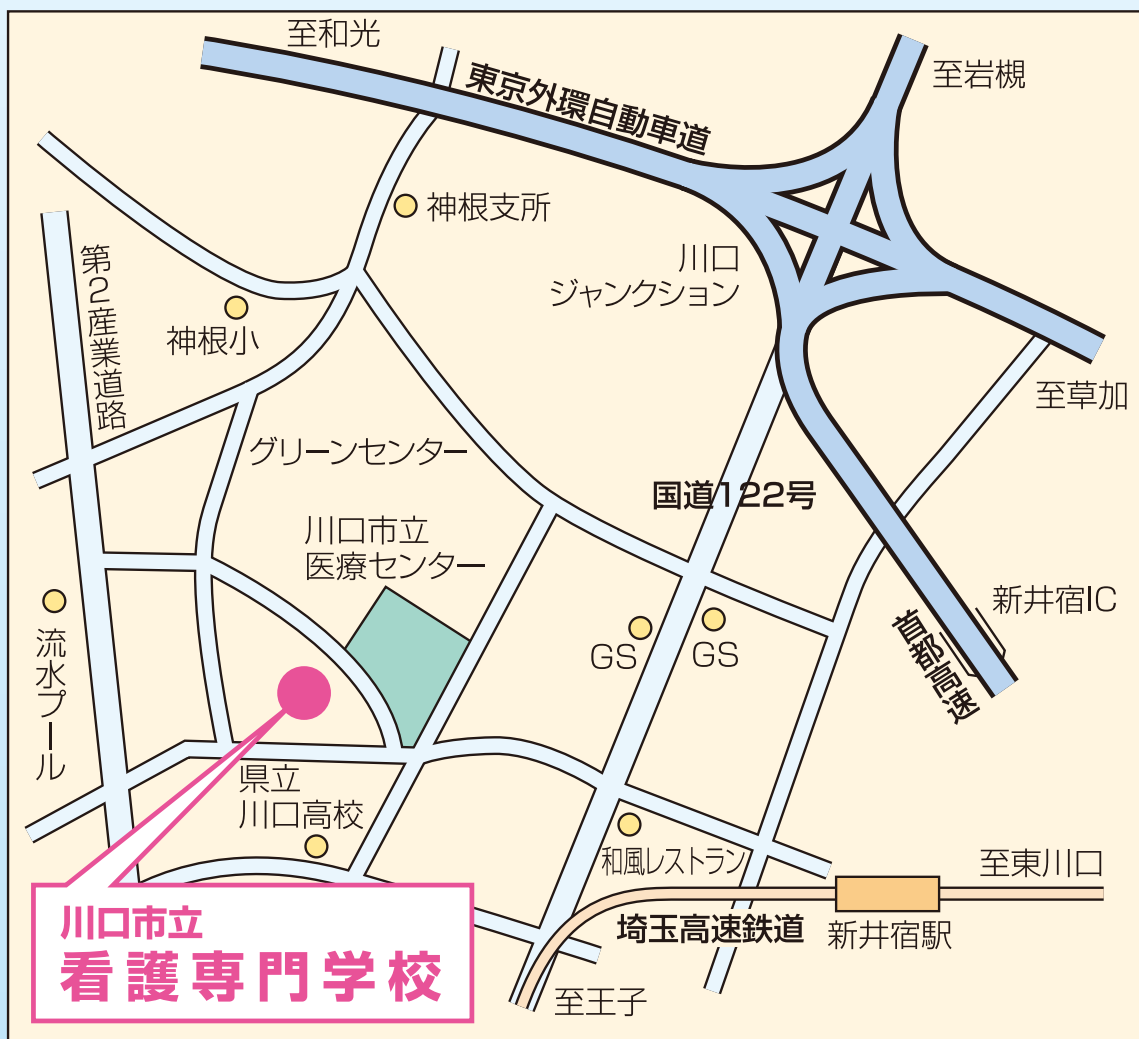 至和光
東京外環自動車道
至岩槻
神根支所
川口
ジャンクション
第2産業道路
神根小
至草加
グリーンセンター
国道122号
川口市立
医療センター
新井宿IC
首都高速
GS
GS
流水プール
県立
川口高校
和風レストラン
至東川口
埼玉高速鉄道
新井宿駅
至王子
川口市立
看護専門学校